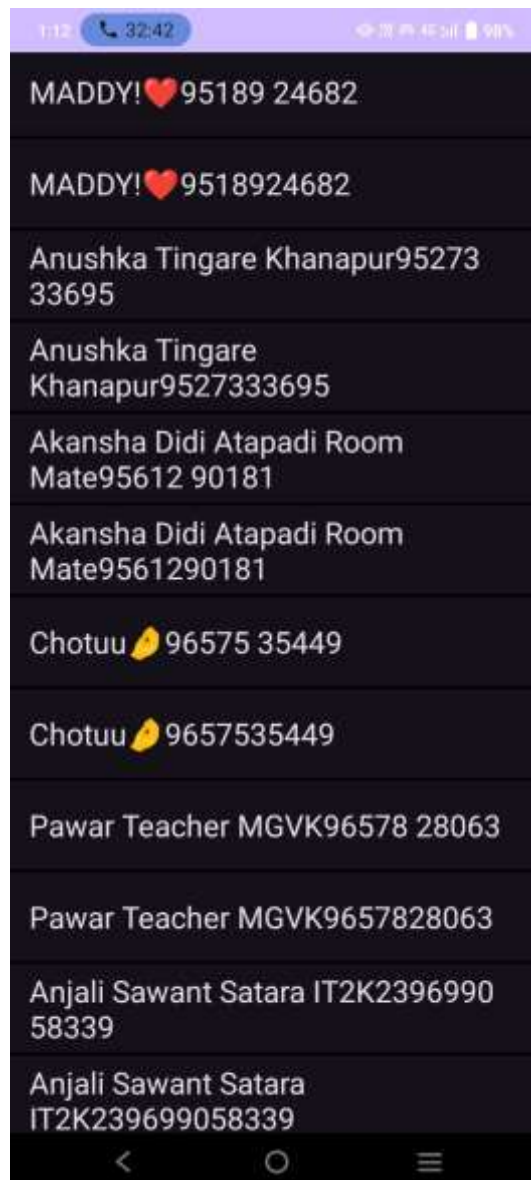 1:12 32:42 98%
MADDY!❤️95189 24682
MADDY!❤️9518924682
Anushka Tingare Khanapur95273
33695
Anushka Tingare
Khanapur9527333695
Akansha Didi Atapadi Room
Mate95612 90181
Akansha Didi Atapadi Room
Mate9561290181
Chotuu🤌96575 35449
Chotuu🤌9657535449
Pawar Teacher MGVK96578 28063
Pawar Teacher MGVK9657828063
Anjali Sawant Satara IT2K2396990
58339
Anjali Sawant Satara
IT2K239699058339